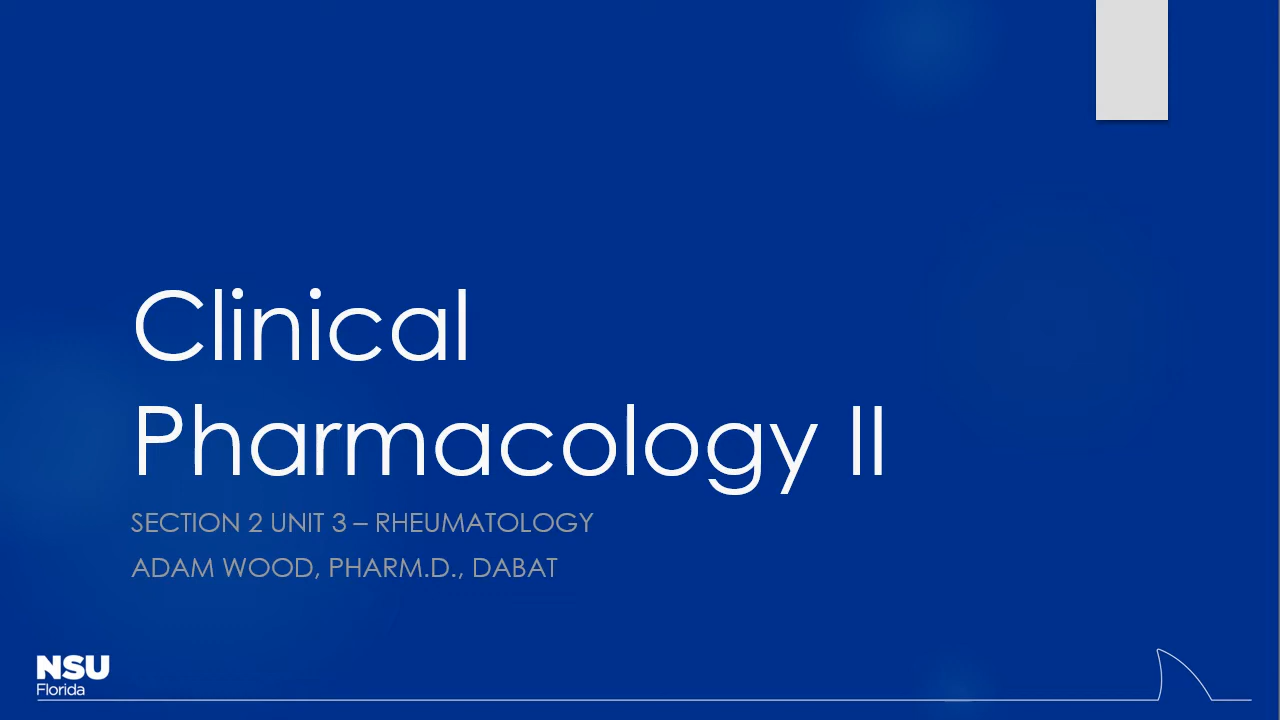 Clinical
Pharmacology II
SECTION 2 UNIT 3 – RHEUMATOLOGY
ADAM WOOD, PHARM.D., DABAT
NSU
Florida